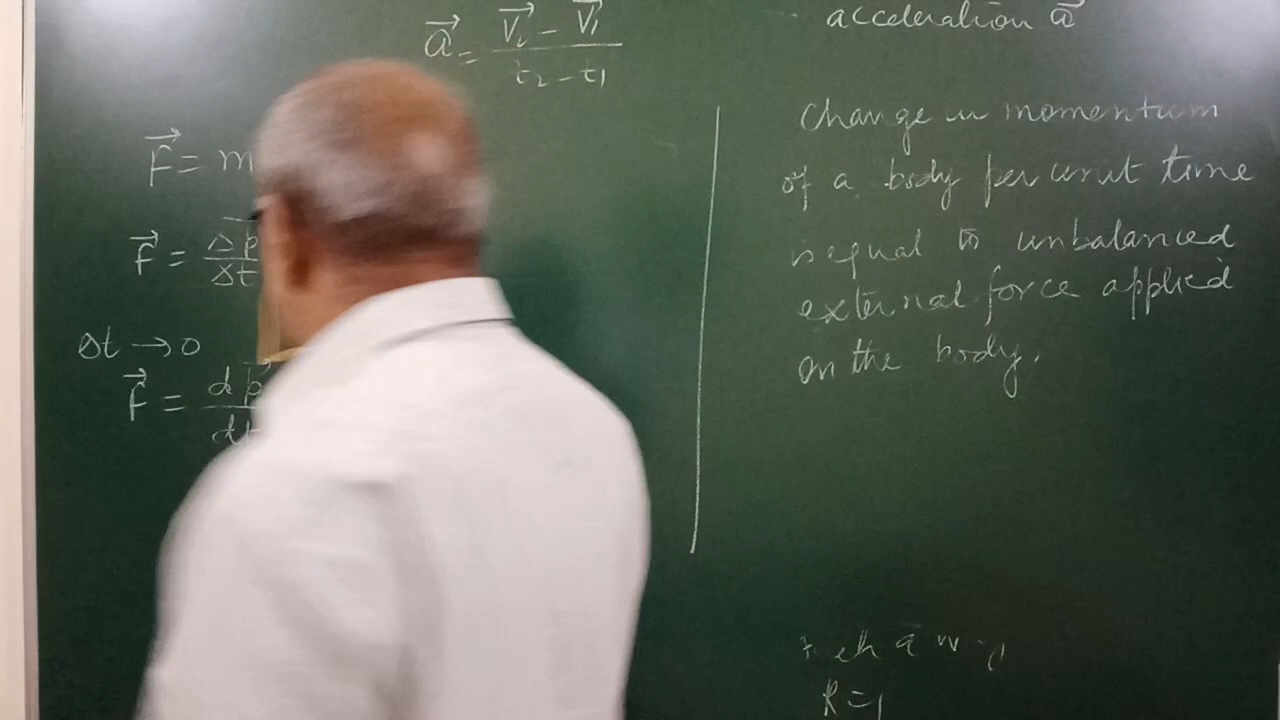 a⃗ = V⃗₂ - V⃗₁ / t₂ - t₁
F⃗ = m
F⃗ = Δp / Δt
Δt → 0
F⃗ = dp⃗ / dt
acceleration a⃗
Change in momentum
of a body per unit time
is equal to unbalanced
external force applied
on the body.